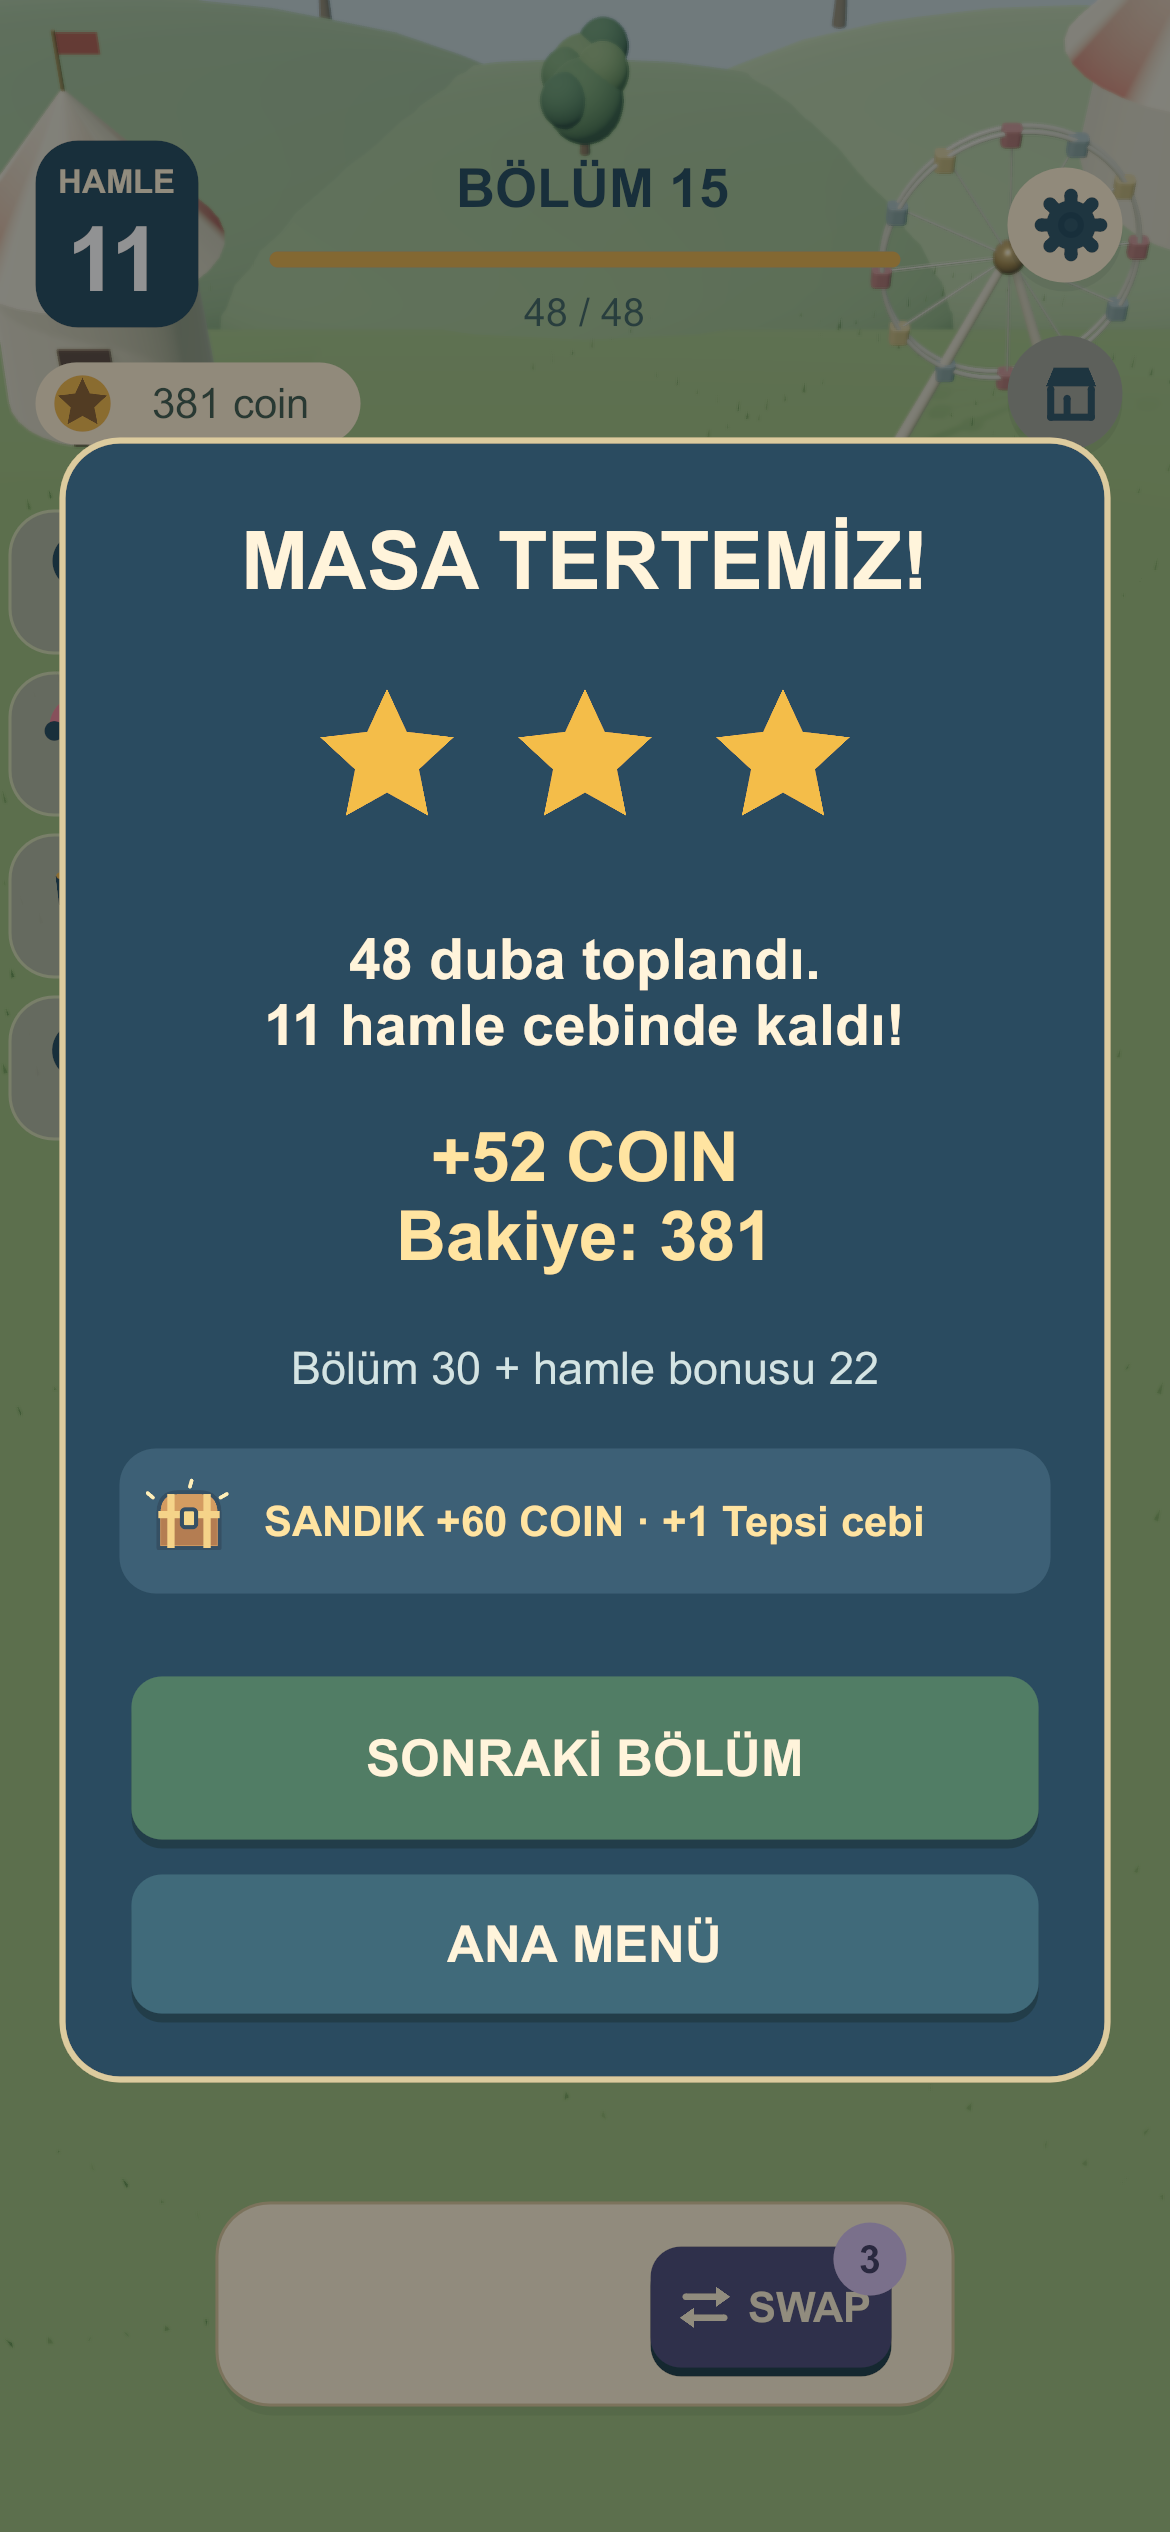 HAMLE
11
BÖLÜM 15
48 / 48
381 coin
MASA TERTEMİZ!
48 duba toplandı.
11 hamle cebinde kaldı!
+52 COIN
Bakiye: 381
Bölüm 30 + hamle bonusu 22
SANDIK +60 COIN · +1 Tepsi cebi
SONRAKİ BÖLÜM
ANA MENÜ
3
SWAP